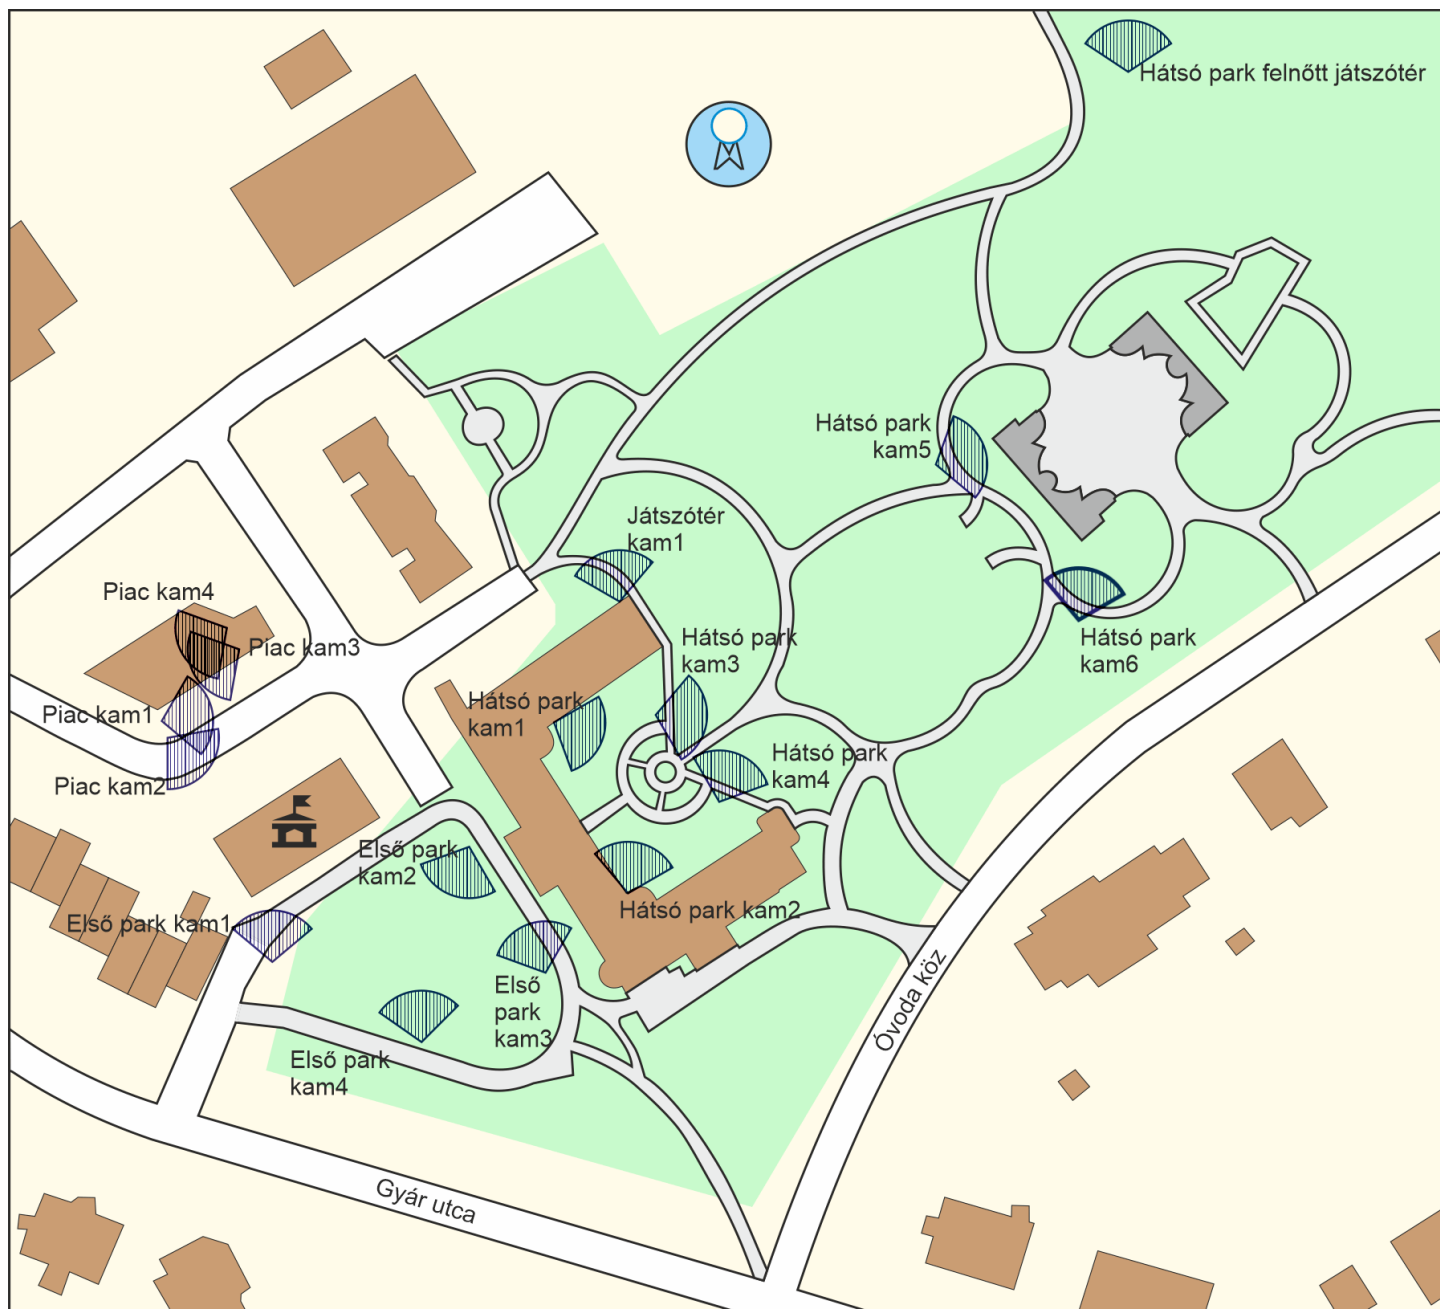 Hátsó park felnőtt játszótér
Hátsó park
kam5
Játszótér
kam1
Piac kam4
Piac kam3
Hátsó park
kam3
Hátsó park
kam6
Hátsó park
kam1
Piac kam1
Piac kam2
Hátsó park
kam4
Első park
kam2
Első park kam1
Hátsó park kam2
Első
park
kam3
Óvoda köz
Első park
kam4
Gyár utca